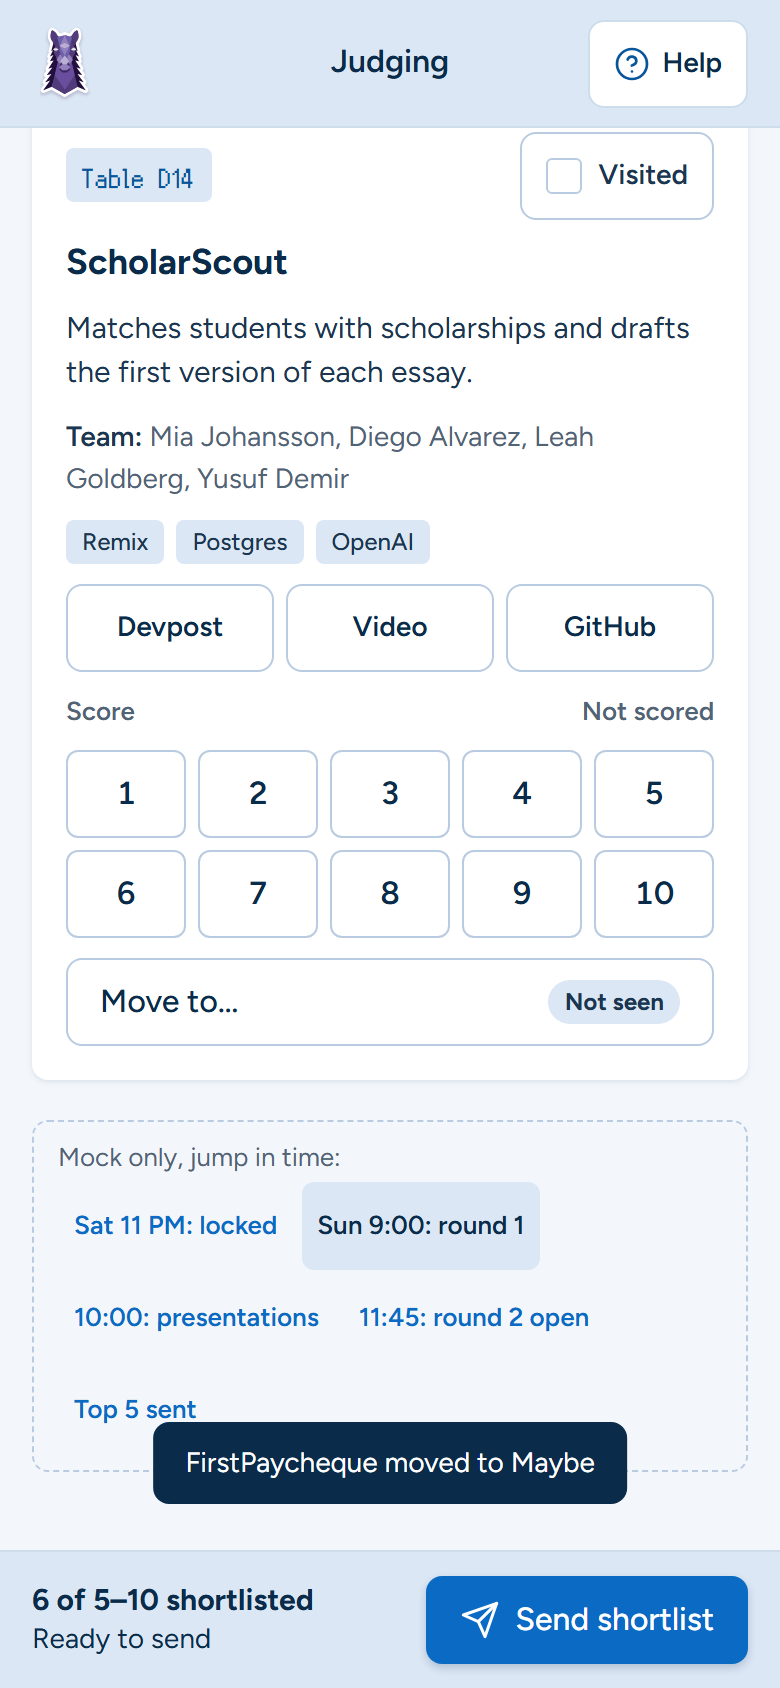 Judging
Help
Table D14
Visited
ScholarScout
Matches students with scholarships and drafts
the first version of each essay.
Team: Mia Johansson, Diego Alvarez, Leah
Goldberg, Yusuf Demir
Remix
Postgres
OpenAI
Devpost
Video
GitHub
Score
Not scored
1
2
3
4
5
6
7
8
9
10
Move to...
Not seen
Mock only, jump in time:
Sat 11 PM: locked
Sun 9:00: round 1
10:00: presentations
11:45: round 2 open
Top 5 sent
FirstPaycheque moved to Maybe
6 of 5–10 shortlisted
Ready to send
Send shortlist